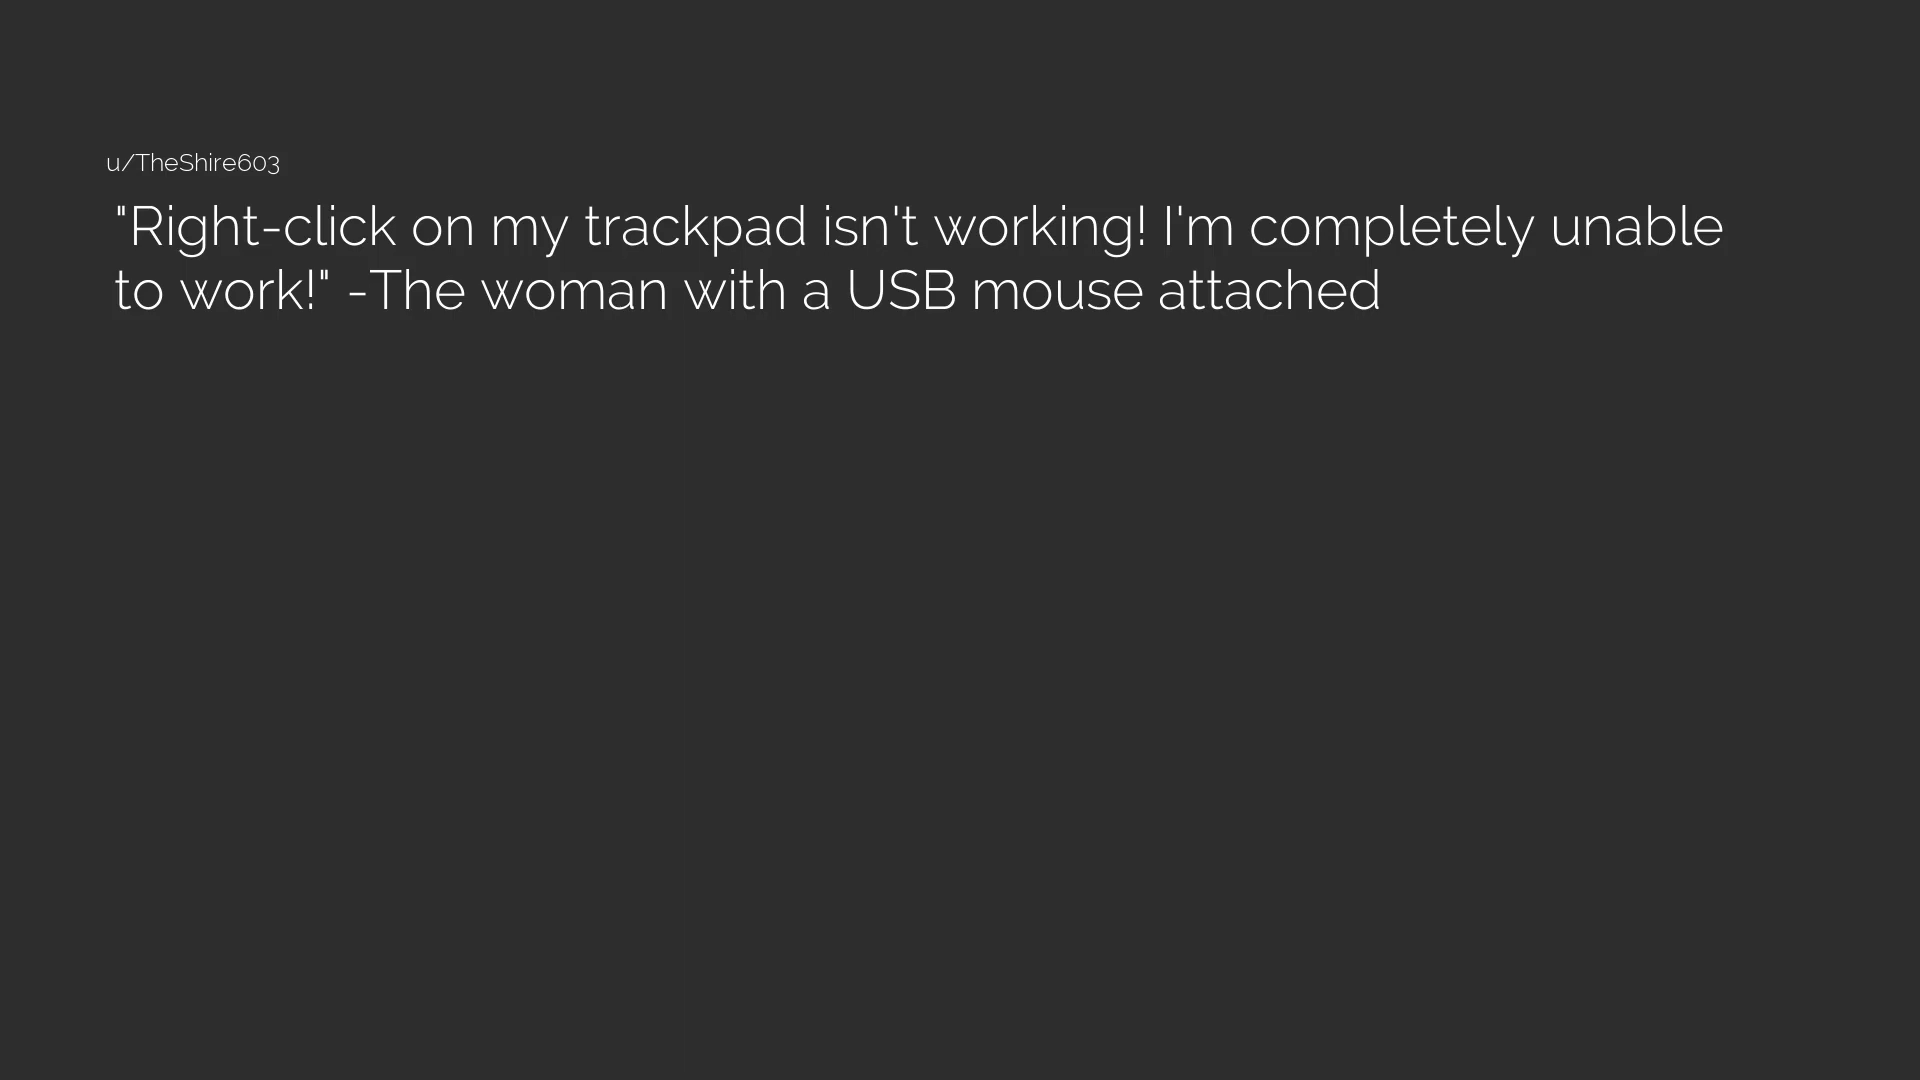 u/TheShire603
"Right-click on my trackpad isn't working! I'm completely unable
to work!" -The woman with a USB mouse attached